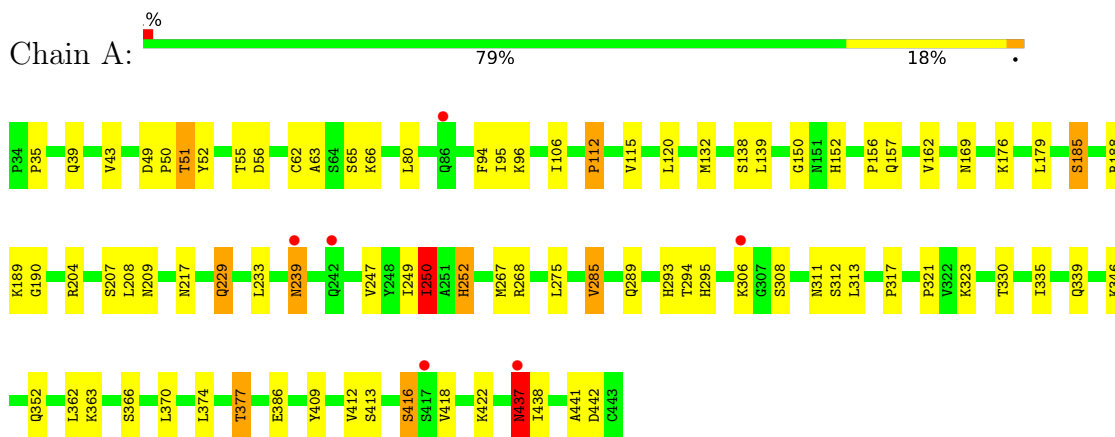 .%
Chain A:
79% 18% •
P34 P35 Q39 V43 D49 P50 T51 Y52 T55 D56 C62 A63 S64 S65 K66 L80 Q86 F94 I95 K96 I106 P112 V115 L120 M132 S138 L139 G150 N151 H152 P156 Q157 V162 N169 K176 L179 S185 R188
K189 G190 R204 S207 L208 N209 N217 Q229 L233 N239 Q242 V247 Y248 I249 I250 A251 H252 M267 R268 L275 V285 Q289 H293 T294 H295 K306 G307 S308 N311 S312 L313 P317 P321 V322 K323 T330 I335 Q339 K346
Q352 L362 K363 S366 L370 L374 T377 E386 Y409 V412 S413 S416 S417 V418 K422 N437 I438 A441 D442 C443